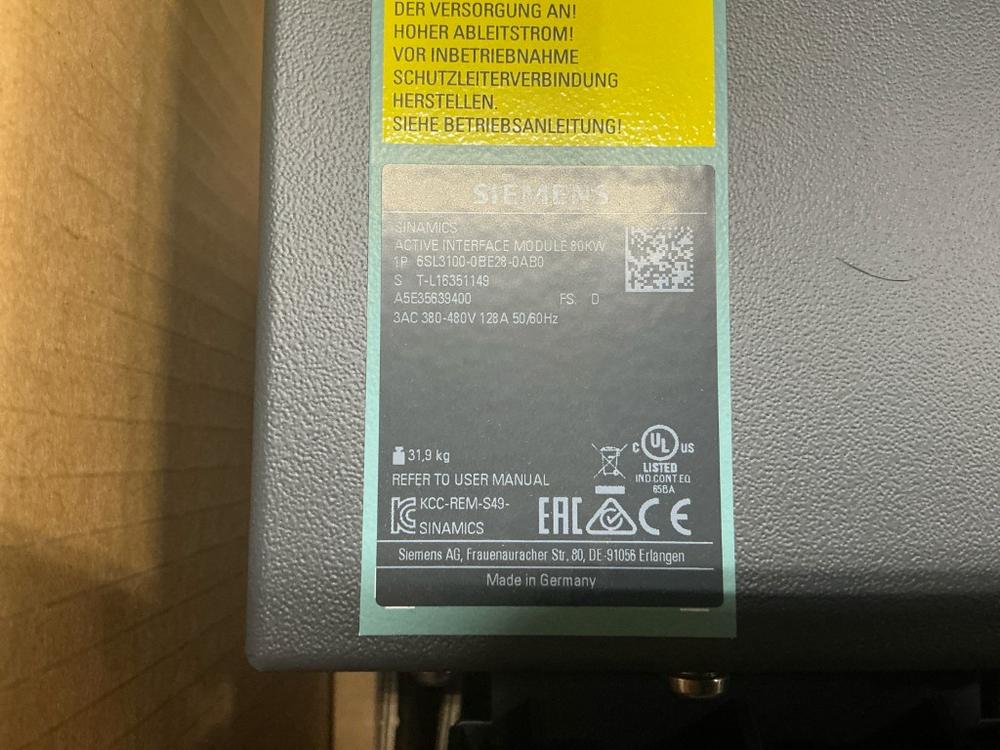 DER VERSORGUNG AN!
HOHER ABLEITSTROM!
VOR INBETRIEBNAHME
SCHUTZLEITERVERBINDUNG
HERSTELLEN.
SIEHE BETRIEBSANLEITUNG!
SIEMENS
SINAMICS
ACTIVE INTERFACE MODULE 80KW
1P 6SL3100-0BE28-0AB0
S T-L16351149
A5E35639400 FS. D
3AC 380-480V 128A 50/60Hz
31,9 kg
C UL US
LISTED
IND.CONT.EQ
65BA
REFER TO USER MANUAL
KCC-REM-S49-
SINAMICS
EAC CE
Siemens AG, Frauenauracher Str. 80, DE-91056 Erlangen
Made in Germany